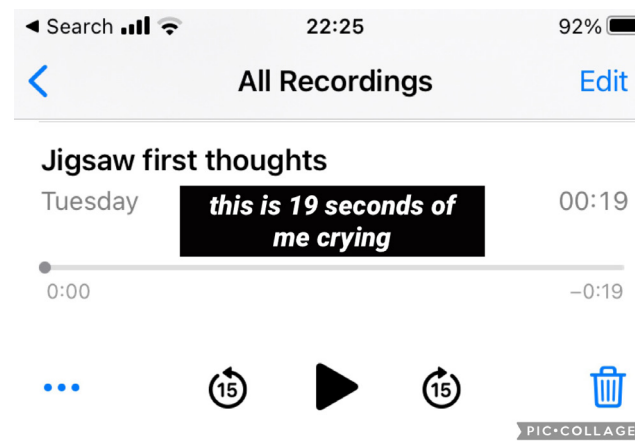 ◀ Search 22:25 92%
All Recordings Edit
Jigsaw first thoughts
Tuesday 00:19
this is 19 seconds of
me crying
0:00 −0:19
15 15
PIC•COLLAGE